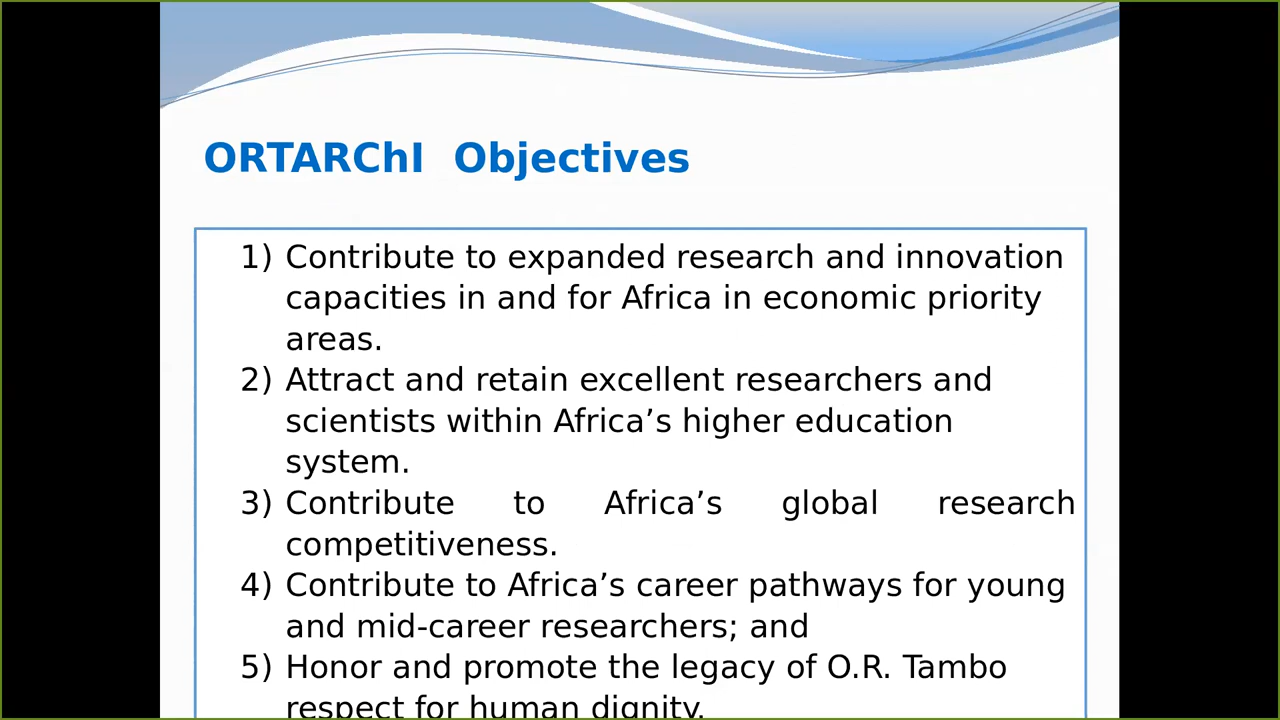 ORTARChI Objectives
1) Contribute to expanded research and innovation
capacities in and for Africa in economic priority
areas.
2) Attract and retain excellent researchers and
scientists within Africa’s higher education
system.
3) Contribute to Africa’s global research
competitiveness.
4) Contribute to Africa’s career pathways for young
and mid-career researchers; and
5) Honor and promote the legacy of O.R. Tambo
respect for human dignity.